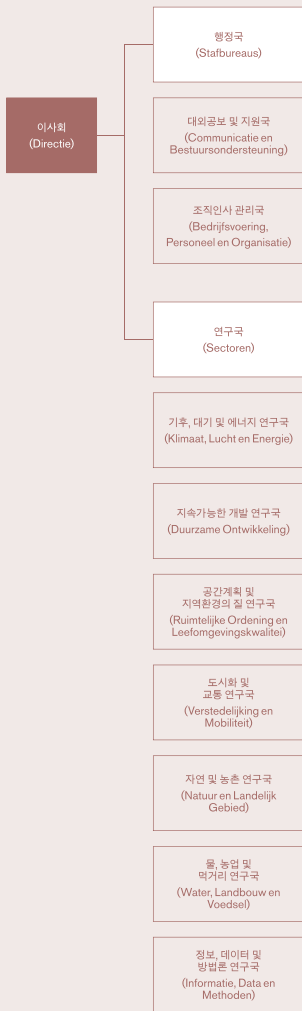 이사회
(Directie)
행정국
(Stafbureaus)
대외공보 및 지원국
(Communicatie en
Bestuursondersteuning)
조직인사 관리국
(Bedrijfsvoering,
Personeel en Organisatie)
연구국
(Sectoren)
기후, 대기 및 에너지 연구국
(Klimaat, Lucht en Energie)
지속가능한 개발 연구국
(Duurzame Ontwikkeling)
공간계획 및
지역환경의 질 연구국
(Ruimtelijke Ordening en
Leefomgevingskwalitei)
도시화 및
교통 연구국
(Verstedelijking en
Mobiliteit)
자연 및 농촌 연구국
(Natuur en Landelijk
Gebied)
물, 농업 및
먹거리 연구국
(Water, Landbouw en
Voedsel)
정보, 데이터 및
방법론 연구국
(Informatie, Data en
Methoden)